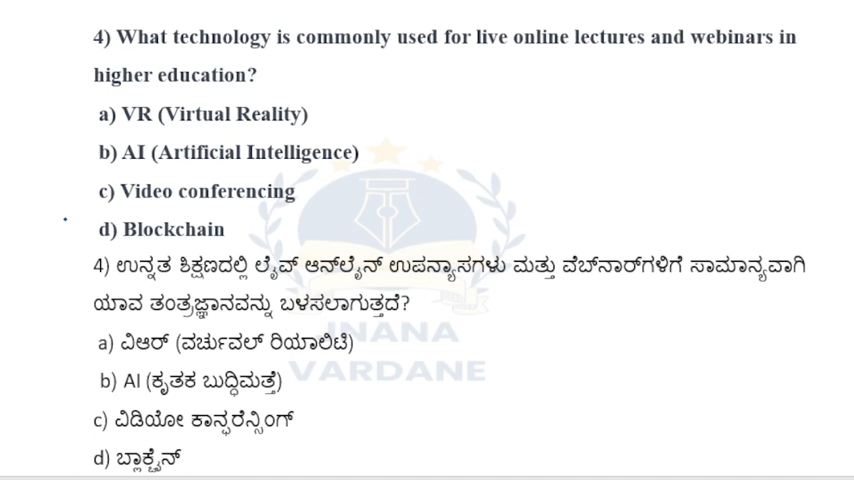 4) What technology is commonly used for live online lectures and webinars in
higher education?
a) VR (Virtual Reality)
b) AI (Artificial Intelligence)
c) Video conferencing
d) Blockchain
4) ಉನ್ನತ ಶಿಕ್ಷಣದಲ್ಲಿ ಲೈವ್ ಆನ್‌ಲೈನ್ ಉಪನ್ಯಾಸಗಳು ಮತ್ತು ವೆಬ್‌ನಾರ್‌ಗಳಿಗೆ ಸಾಮಾನ್ಯವಾಗಿ
ಯಾವ ತಂತ್ರಜ್ಞಾನವನ್ನು ಬಳಸಲಾಗುತ್ತದೆ?
JNANA
a) ವಿಆರ್ (ವರ್ಚುವಲ್ ರಿಯಾಲಿಟಿ)
VARDANE
b) AI (ಕೃತಕ ಬುದ್ಧಿಮತ್ತೆ)
c) ವಿಡಿಯೋ ಕಾನ್ಫರೆನ್ಸಿಂಗ್
d) ಬ್ಲಾಕ್ಚೈನ್